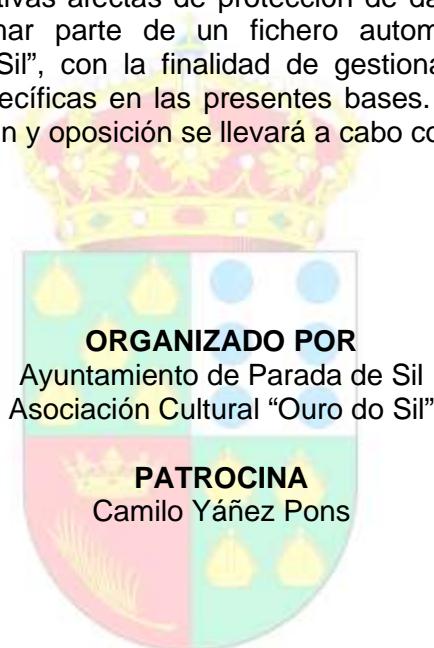 tivas afectas de protección de da
mar parte de un fichero autom
Sil”, con la finalidad de gestiona
pecíficas en las presentes bases.
n y oposición se llevará a cabo co
ORGANIZADO POR
Ayuntamiento de Parada de Sil
Asociación Cultural “Ouro do Sil”
PATROCINA
Camilo Yáñez Pons